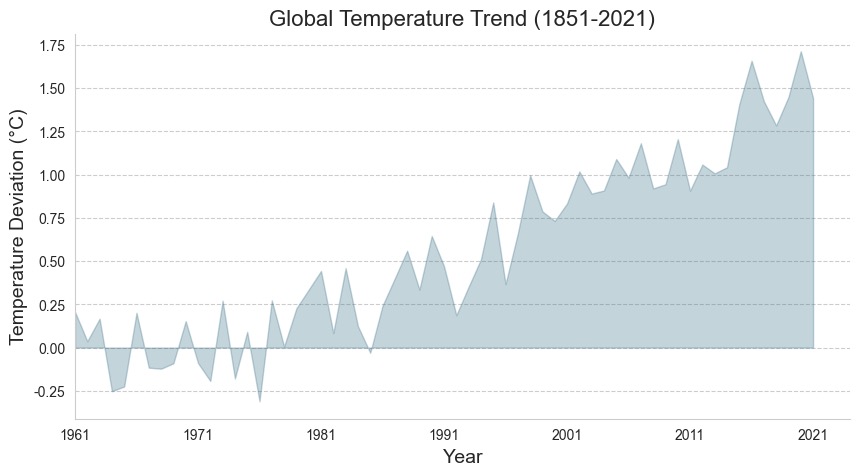 Global Temperature Trend (1851-2021)
Temperature Deviation (°C)
1.75
1.50
1.25
1.00
0.75
0.50
0.25
0.00
-0.25
1961 1971 1981 1991 2001 2011 2021
Year